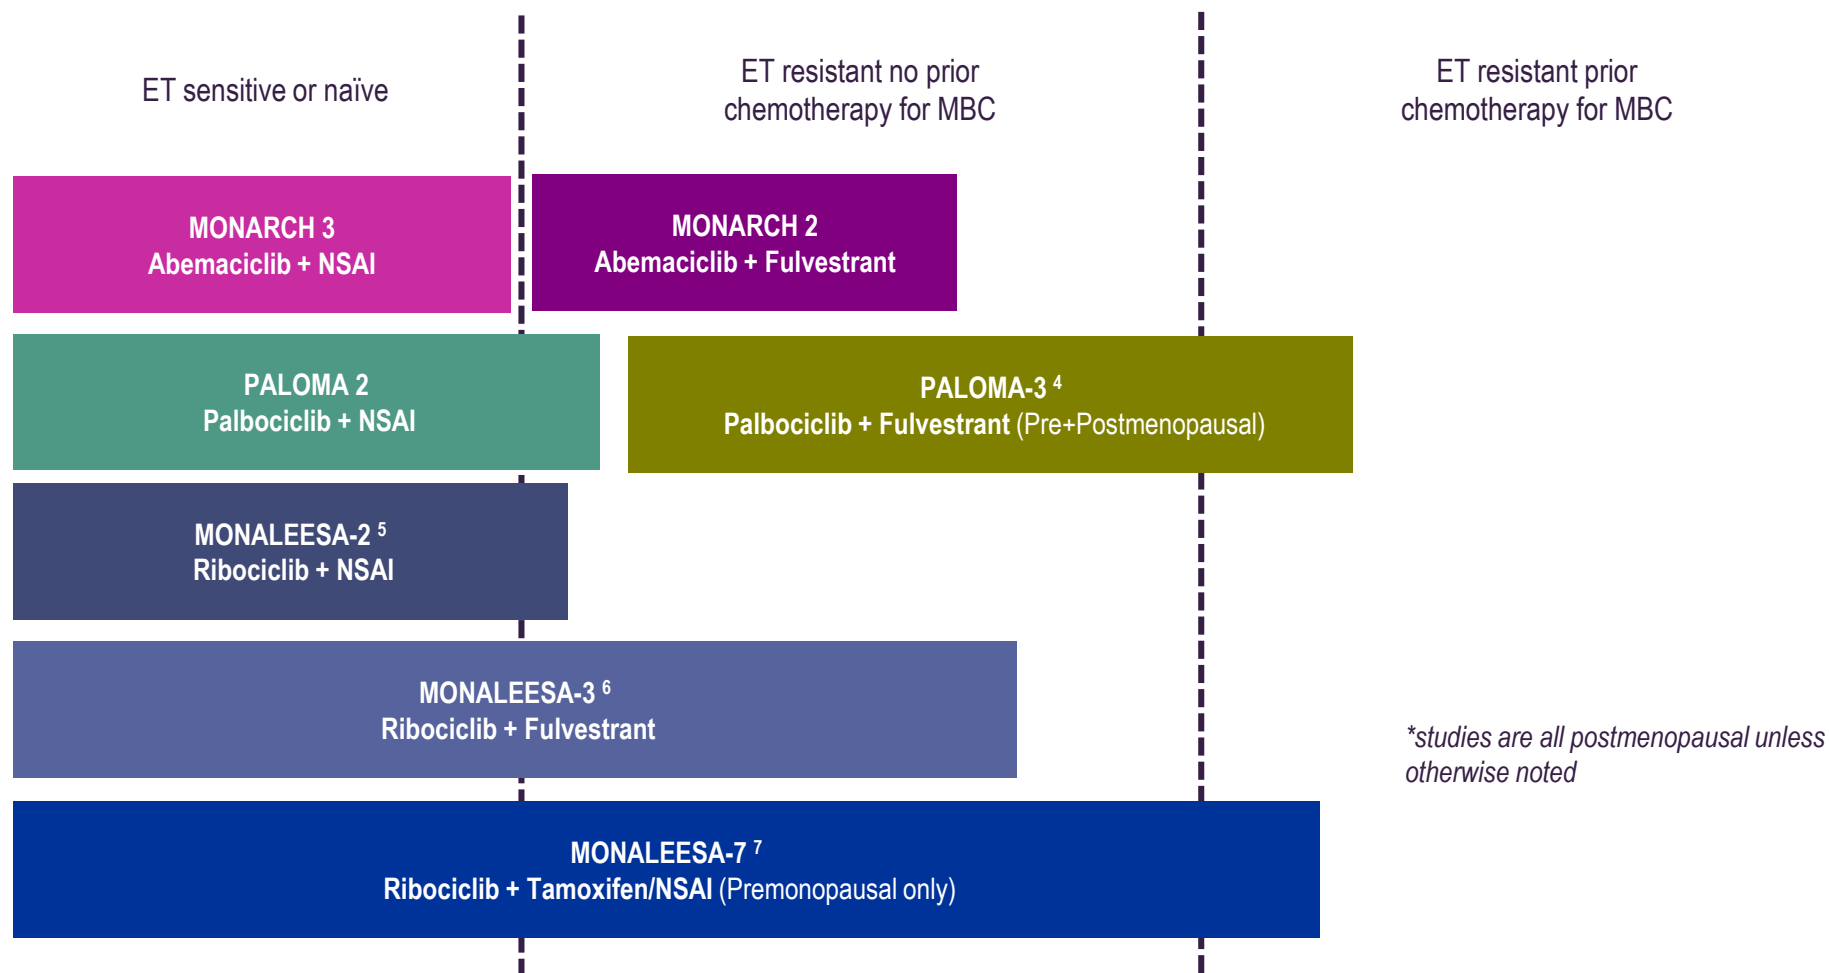 ET sensitive or naïve
ET resistant no prior
chemotherapy for MBC
ET resistant prior
chemotherapy for MBC
MONARCH 3
Abemaciclib + NSAI
MONARCH 2
Abemaciclib + Fulvestrant
PALOMA 2
Palbociclib + NSAI
PALOMA-3 4
Palbociclib + Fulvestrant (Pre+Postmenopausal)
MONALEESA-2 5
Ribociclib + NSAI
MONALEESA-3 6
Ribociclib + Fulvestrant
*studies are all postmenopausal unless
otherwise noted
MONALEESA-7 7
Ribociclib + Tamoxifen/NSAI (Premonopausal only)